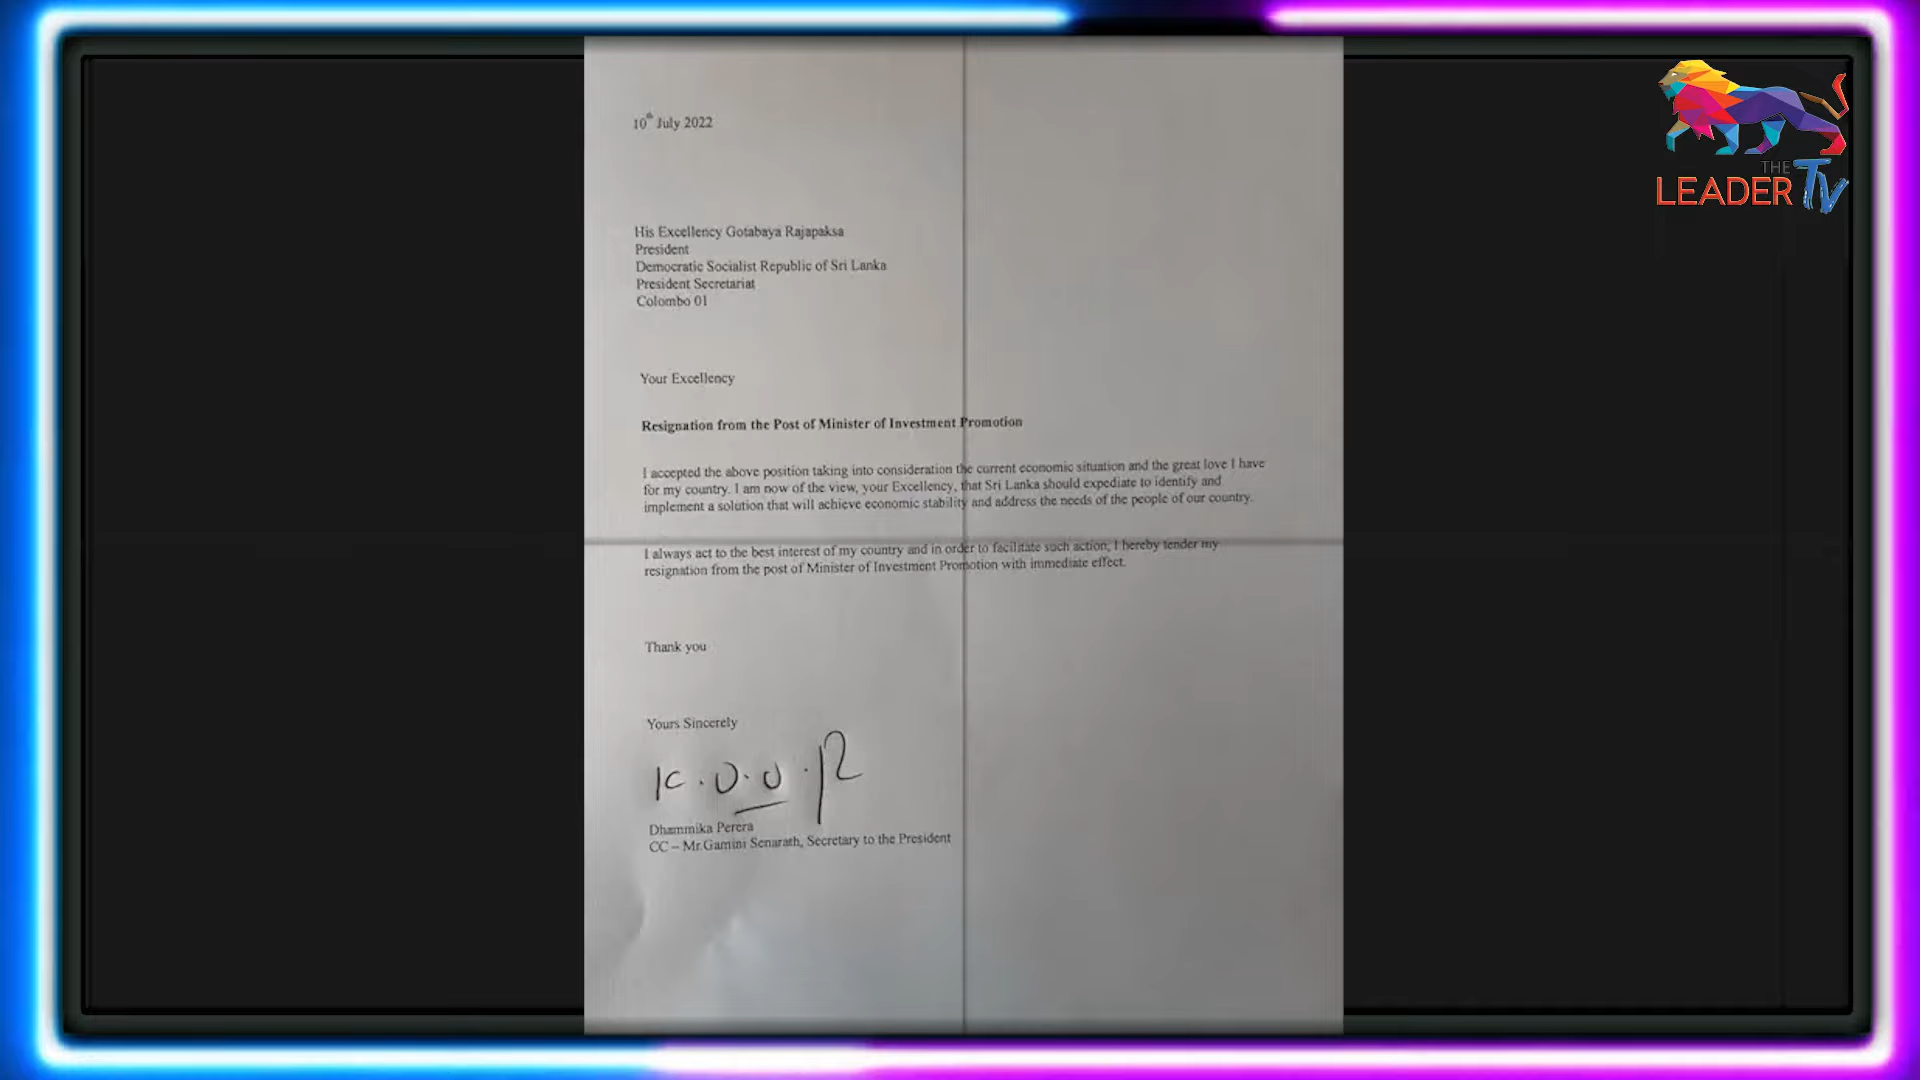 10th July 2022
His Excellency Gotabaya Rajapaksa
President
Democratic Socialist Republic of Sri Lanka
President Secretariat
Colombo 01
Your Excellency
Resignation from the Post of Minister of Investment Promotion
I accepted the above position taking into consideration the current economic situation and the great love I have
for my country. I am now of the view, your Excellency, that Sri Lanka should expediate to identify and
implement a solution that will achieve economic stability and address the needs of the people of our country.
I always act to the best interest of my country and in order to facilitate such action, I hereby tender my
resignation from the post of Minister of Investment Promotion with immediate effect.
Thank you
Yours Sincerely
Dhammika Perera
CC – Mr.Gamini Senarath, Secretary to the President
THE
LEADER TV